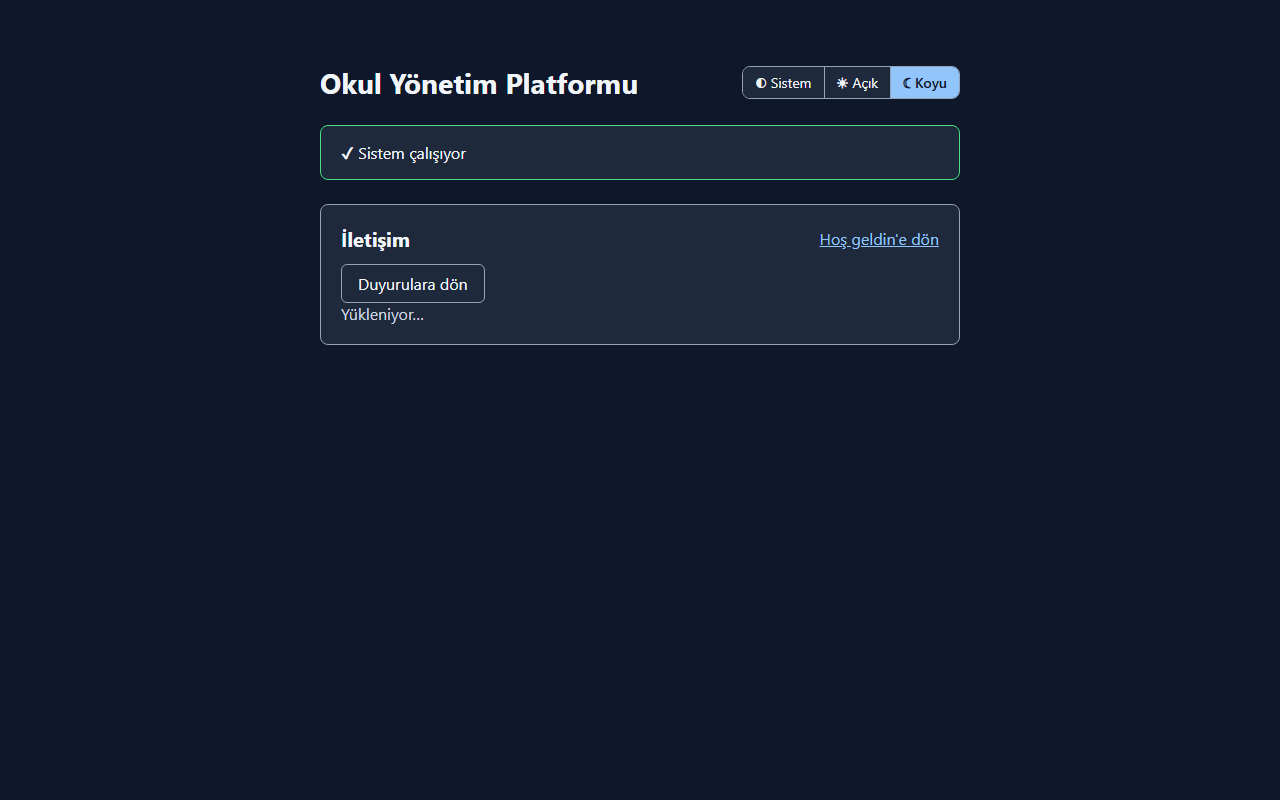 Okul Yönetim Platformu
◐ Sistem ☀ Açık ☾ Koyu
✓ Sistem çalışıyor
İletişim
Hoş geldin'e dön
Duyurulara dön
Yükleniyor...